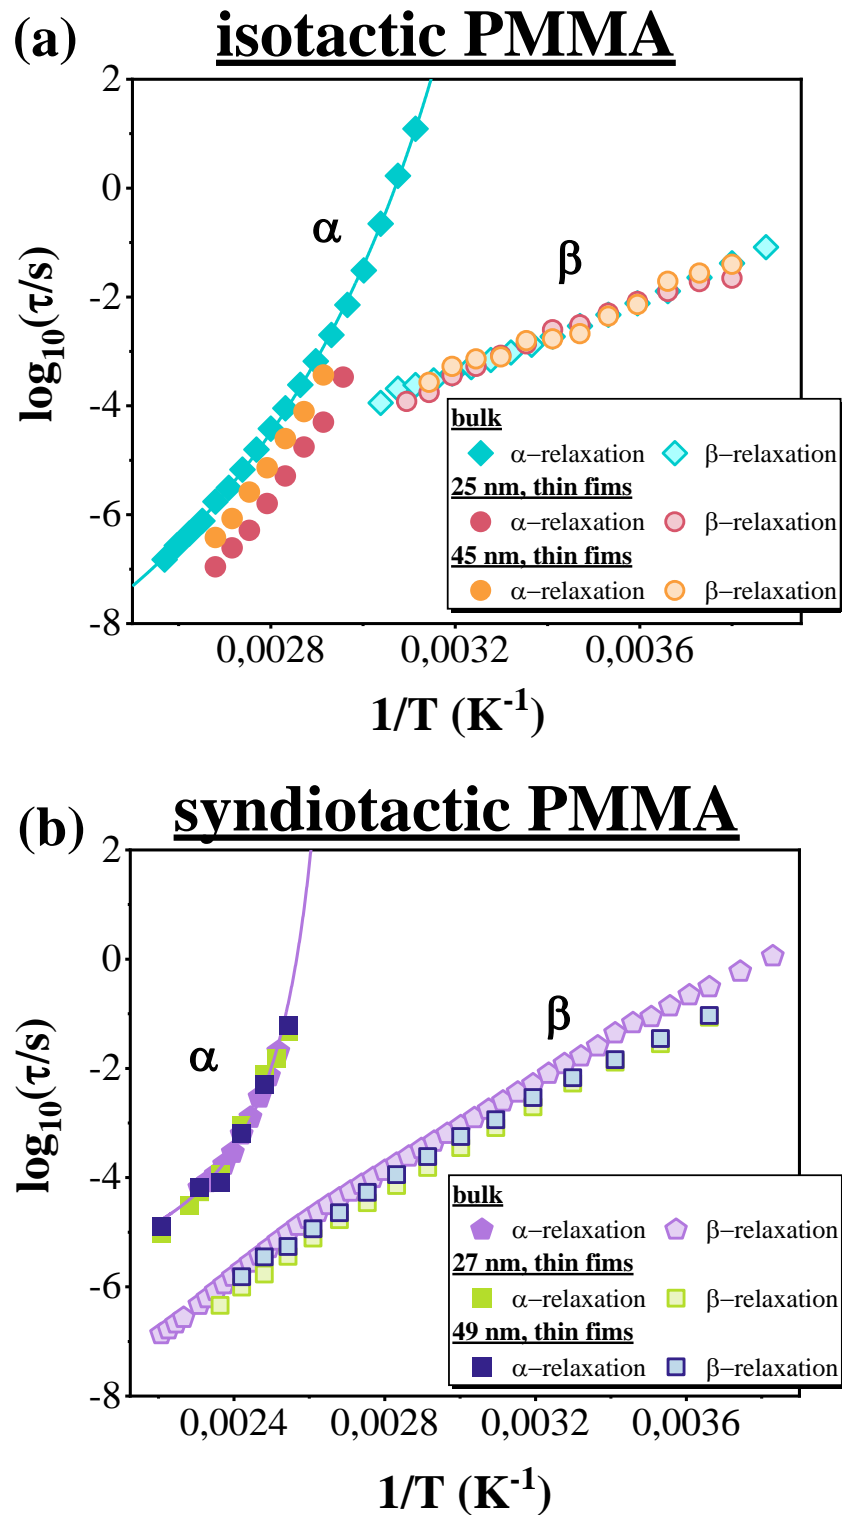 (a) isotactic PMMA
2
0
-2
-4
-6
-8
log10(τ/s)
α
β
bulk
α−relaxation β−relaxation
25 nm, thin fims
α−relaxation β−relaxation
45 nm, thin fims
α−relaxation β−relaxation
0,0028 0,0032 0,0036
1/T (K-1)
(b) syndiotactic PMMA
2
0
-2
-4
-6
-8
log10(τ/s)
α
β
bulk
α−relaxation β−relaxation
27 nm, thin fims
α−relaxation β−relaxation
49 nm, thin fims
α−relaxation β−relaxation
0,0024 0,0028 0,0032 0,0036
1/T (K-1)